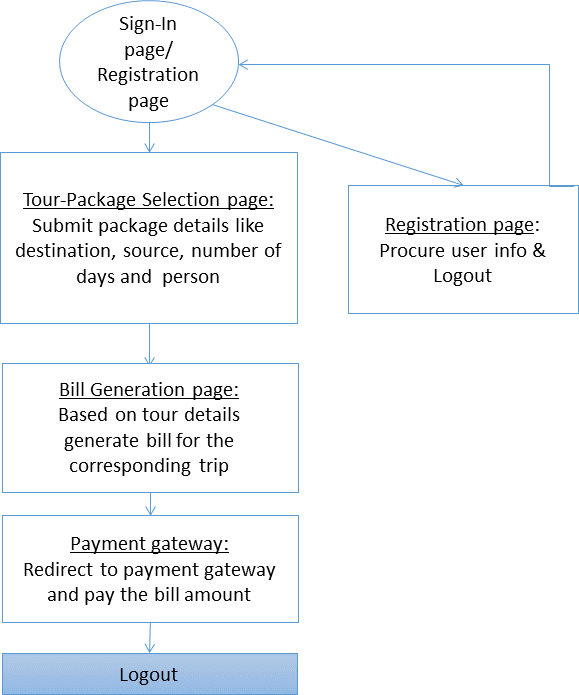 Sign-In
page/
Registration
page
Tour-Package Selection page:
Submit package details like
destination, source, number of
days and person
Registration page:
Procure user info &
Logout
Bill Generation page:
Based on tour details
generate bill for the
corresponding trip
Payment gateway:
Redirect to payment gateway
and pay the bill amount
Logout